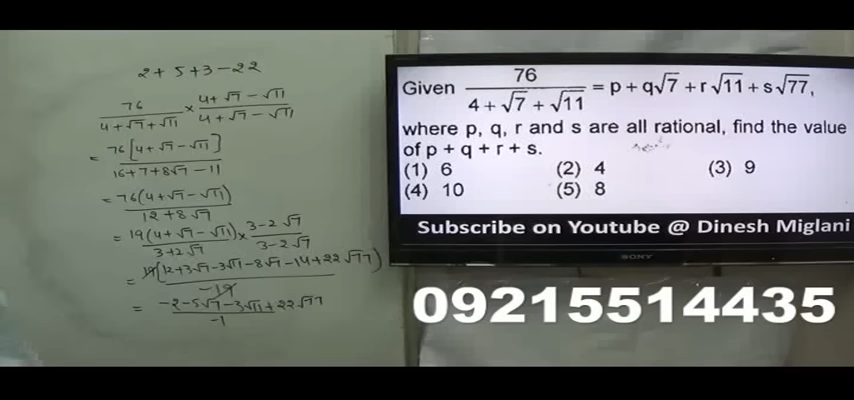 2 + 5 + 3 - 22
76 / 4 + √7 + √11 × 4 + √7 - √11 / 4 + √7 - √11
= 76[4 + √7 - √11] / 16 + 7 + 8√7 - 11
= 76(4 + √7 - √11) / 12 + 8√7
= 19(4 + √7 - √11) / 3 + 2√7 × 3 - 2√7 / 3 - 2√7
= 19[12 + 3√7 - 3√11 - 8√7 - 14 + 22√77) / -19
= -2 - 5√7 - 3√11 + 22√77 / -1
Given 76 / 4 + √7 + √11 = p + q√7 + r√11 + s√77,
where p, q, r and s are all rational, find the value
of p + q + r + s.
(1) 6 (2) 4 (3) 9
(4) 10 (5) 8
Subscribe on Youtube @ Dinesh Miglani
SONY
09215514435